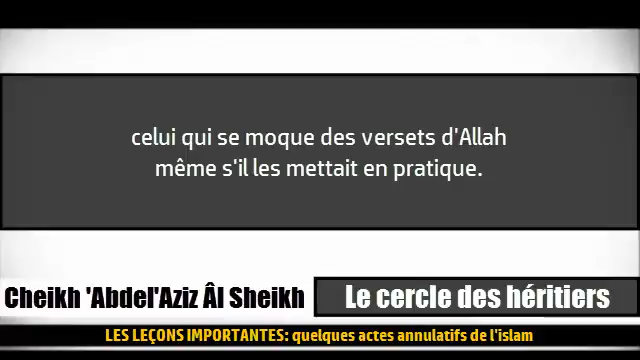 celui qui se moque des versets d'Allah
même s'il les mettait en pratique.
Cheikh 'Abdel'Aziz Âl Sheikh
Le cercle des héritiers
LES LEÇONS IMPORTANTES: quelques actes annulatifs de l'islam